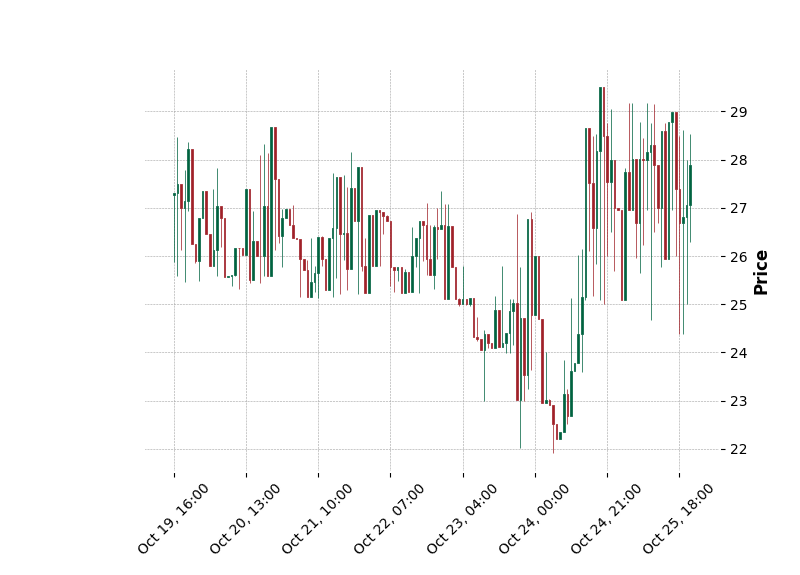 29
28
27
26
25
24
23
22
Price
Oct 19, 16:00
Oct 20, 13:00
Oct 21, 10:00
Oct 22, 07:00
Oct 23, 04:00
Oct 24, 00:00
Oct 24, 21:00
Oct 25, 18:00